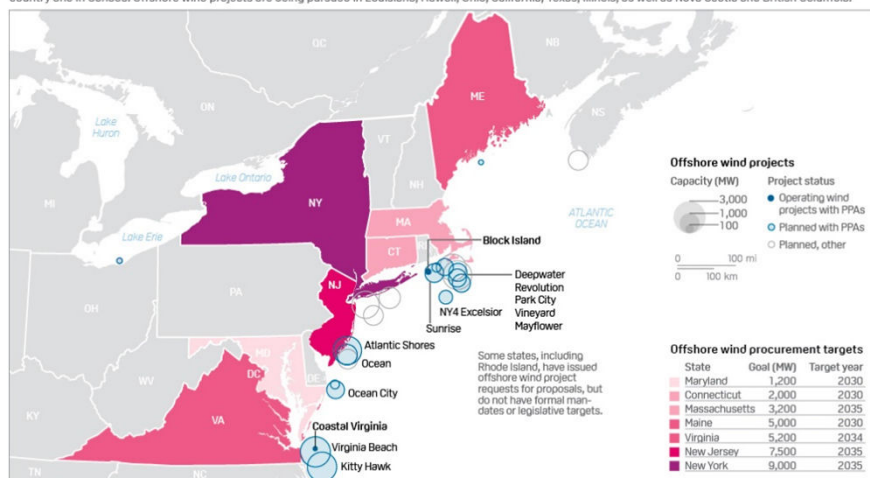 QC
NB
ON
ME
NS
Lake
Huron
VT
NH
Lake Ontario
MI
NY
MA
ATLANTIC
OCEAN
Lake Erie
CT
Block Island
PA
NJ
OH
Deepwater
Revolution
Park City
Vineyard
Mayflower
NY4 Excelsior
Sunrise
Atlantic Shores
Ocean
MD
DC
DE
WV
Ocean City
KY
VA
Coastal Virginia
Virginia Beach
Kitty Hawk
TN
NC
Some states, including
Rhode Island, have issued
offshore wind project
requests for proposals, but
do not have formal man-
dates or legislative targets.
Offshore wind projects
Capacity (MW) Project status
3,000
1,000
100
Operating wind
projects with PPAs
Planned with PPAs
Planned, other
0 100 mi
0 100 km
Offshore wind procurement targets
State Goal (MW) Target year
Maryland 1,200 2030
Connecticut 2,000 2030
Massachusetts 3,200 2035
Maine 5,000 2030
Virginia 5,200 2034
New Jersey 7,500 2035
New York 9,000 2035